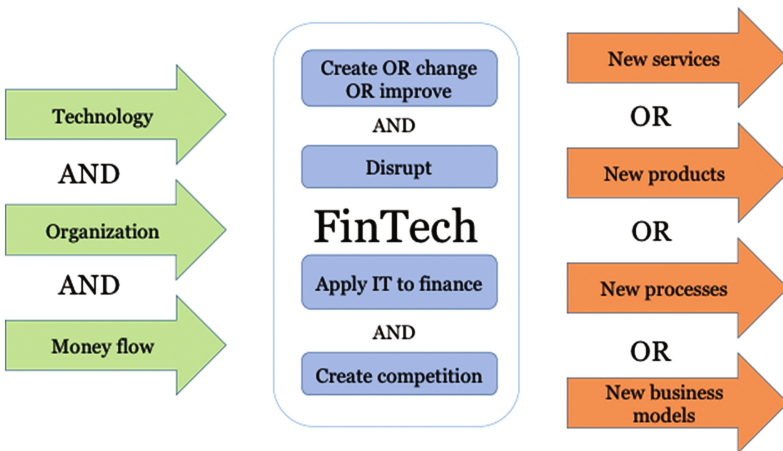 Technology
AND
Organization
AND
Money flow
Create OR change
OR improve
AND
Disrupt
FinTech
Apply IT to finance
AND
Create competition
New services
OR
New products
OR
New processes
OR
New business
models